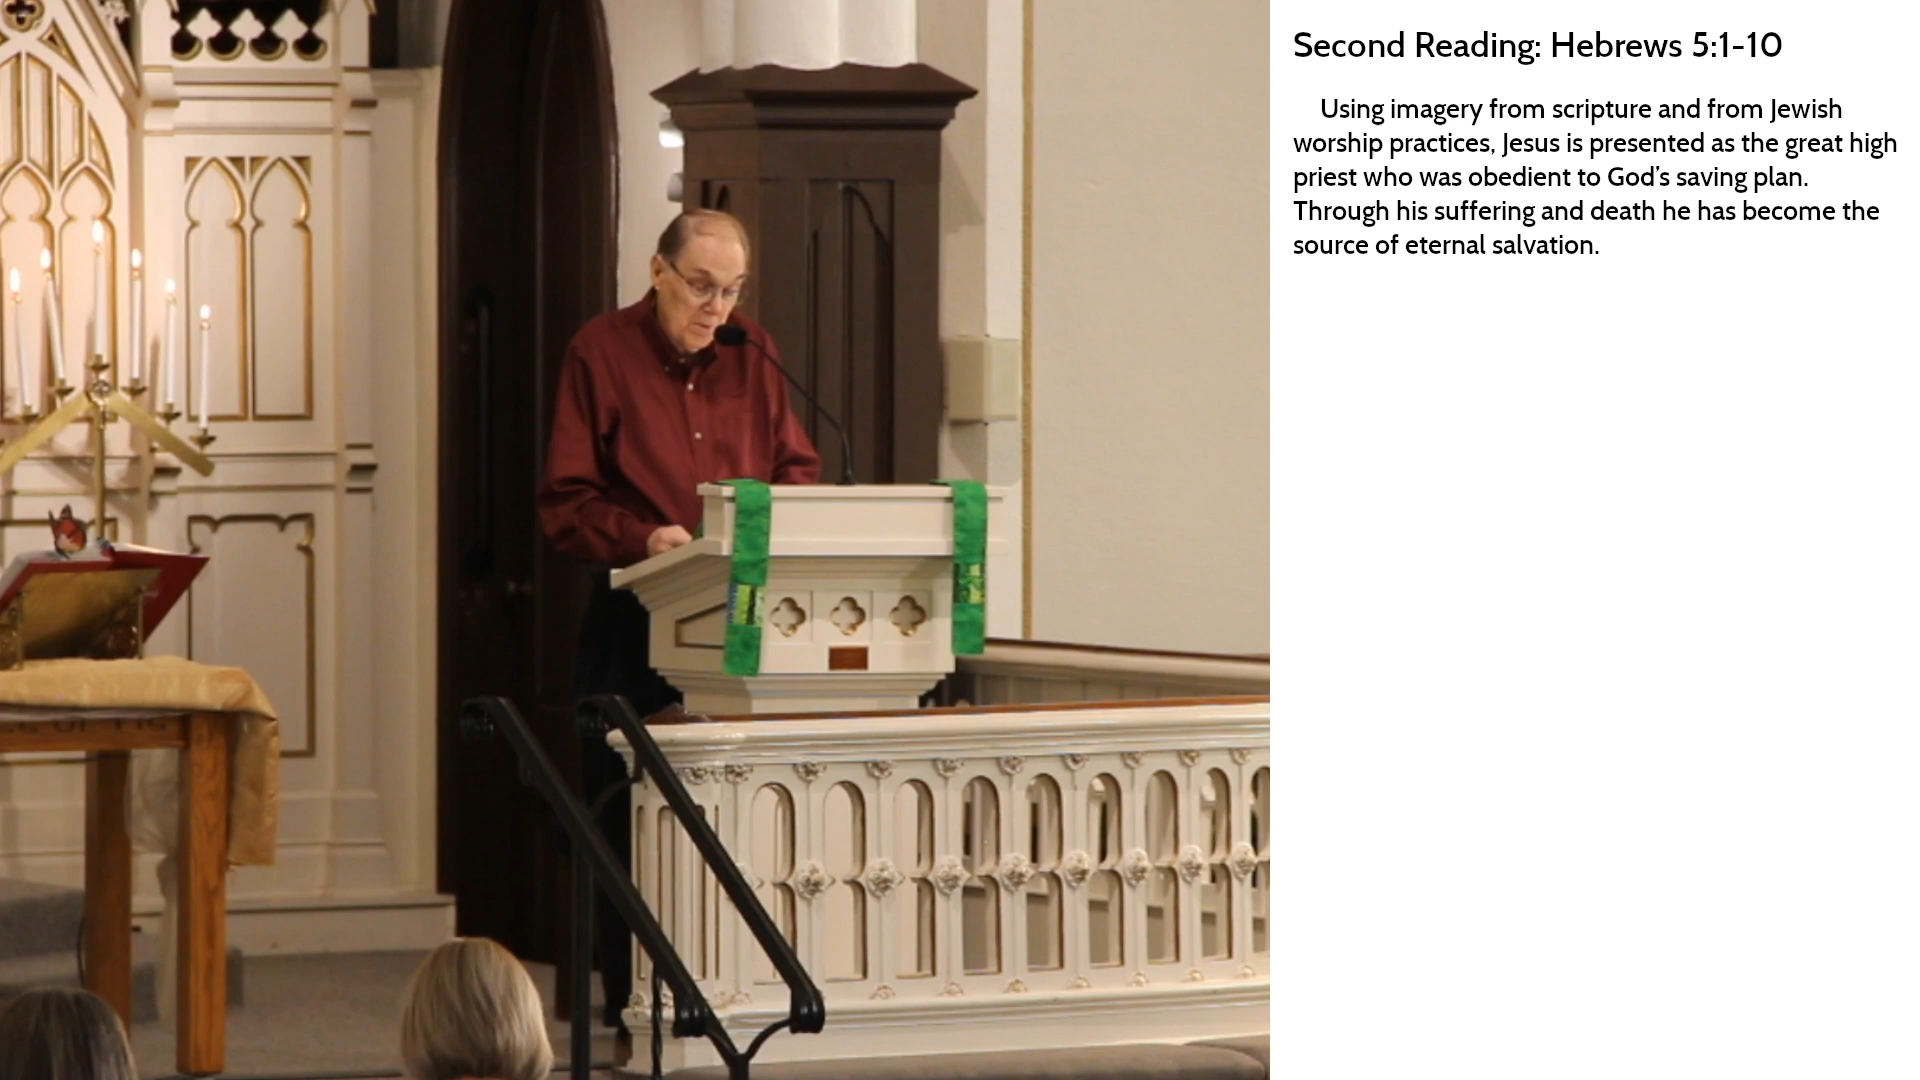 Second Reading: Hebrews 5:1-10
Using imagery from scripture and from Jewish
worship practices, Jesus is presented as the great high
priest who was obedient to God’s saving plan.
Through his suffering and death he has become the
source of eternal salvation.
OF ME